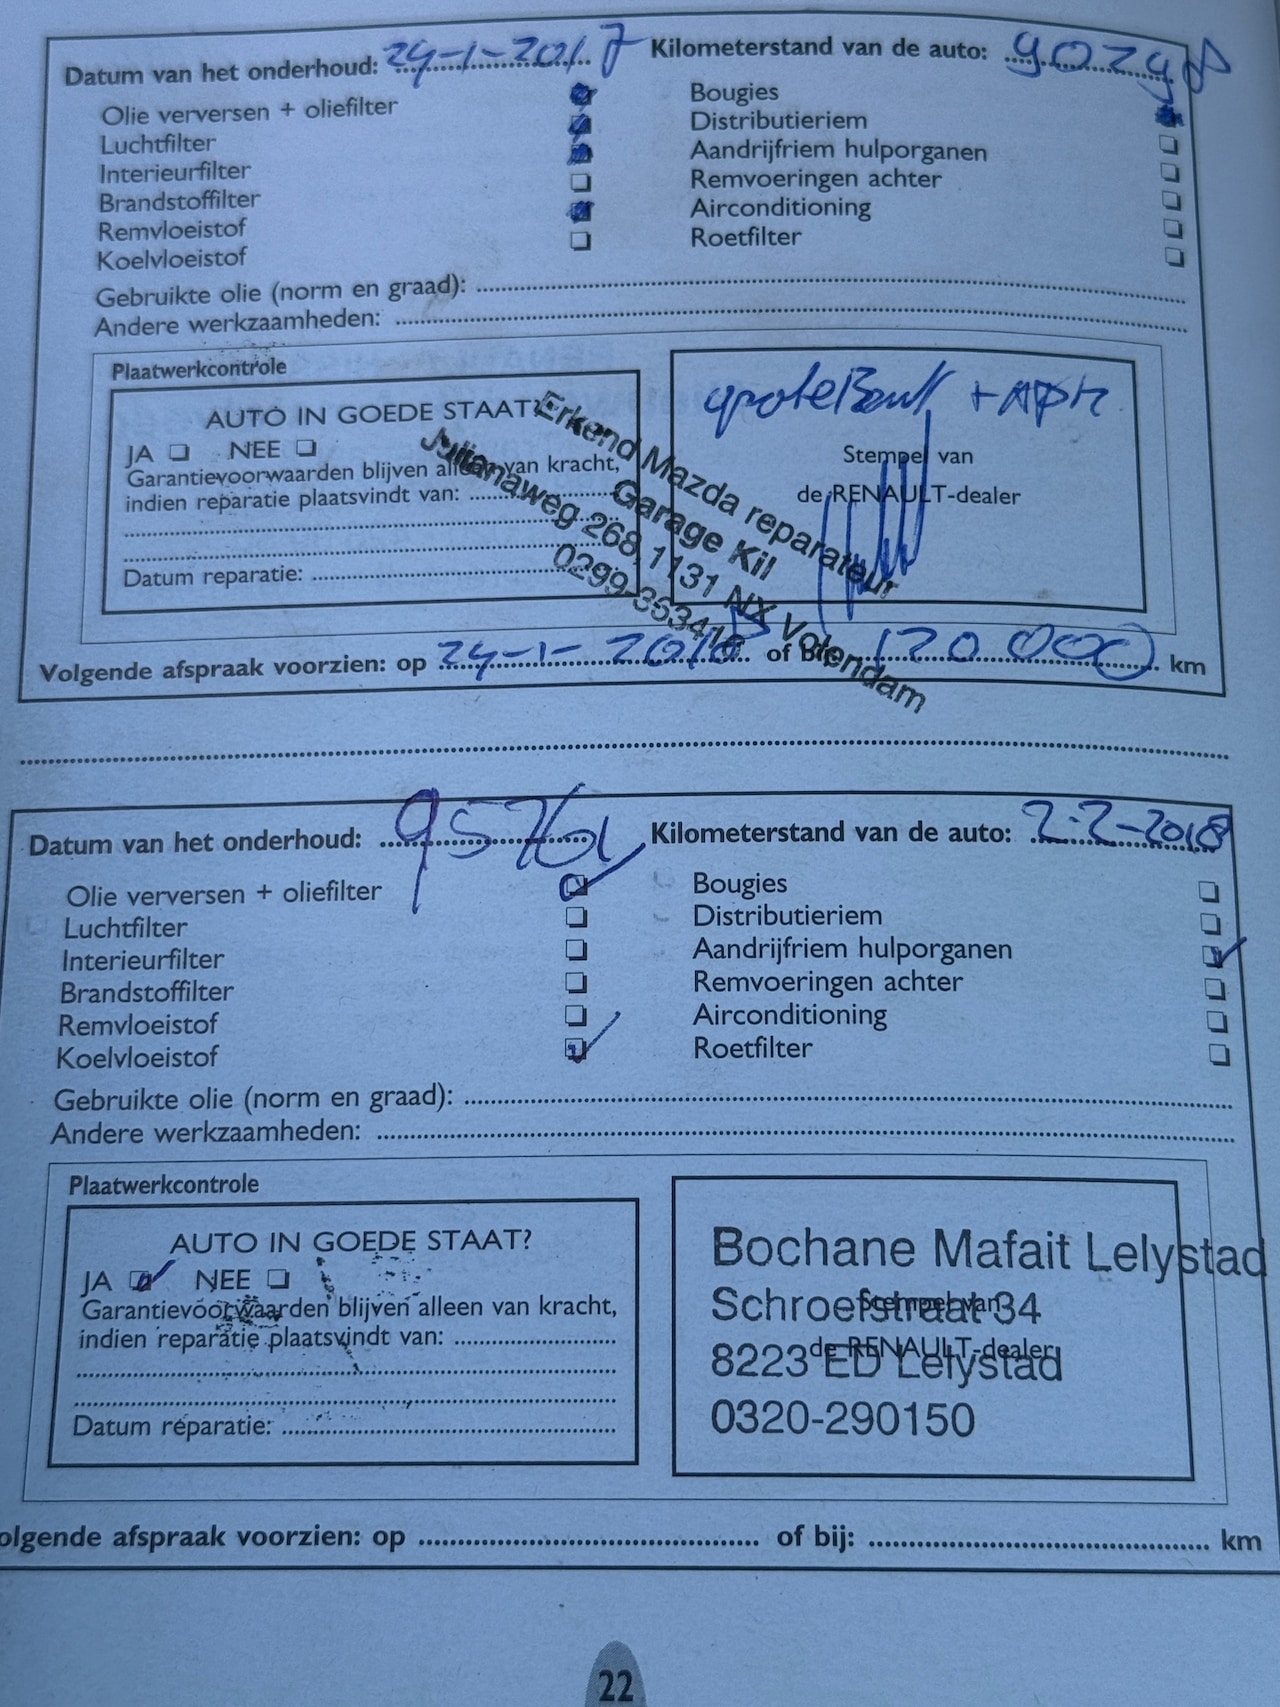 Datum van het onderhoud: 24-1-2017 Kilometerstand van de auto: 90298
Olie verversen + oliefilter Bougies
Luchtfilter Distributieriem
Interieurfilter Aandrijfriem hulporganen
Brandstoffilter Remvoeringen achter
Remvloeistof Airconditioning
Koelvloeistof Roetfilter
Gebruikte olie (norm en graad):
Andere werkzaamheden:
Plaatwerkcontrole
AUTO IN GOEDE STAAT?
JA NEE
Garantievoorwaarden blijven alleen van kracht,
indien reparatie plaatsvindt van:
Datum reparatie:
grote Beurt +
Stempel van
de RENAULT-dealer
Erkend Mazda reparateur
Garage Kil
Julianaweg 268, 1131 NX Volendam
0299-363416
Volgende afspraak voorzien: op 24-1-2018 of bij: 120 000 km
Datum van het onderhoud: 95761 Kilometerstand van de auto: 2-2-2018
Olie verversen + oliefilter Bougies
Luchtfilter Distributieriem
Interieurfilter Aandrijfriem hulporganen
Brandstoffilter Remvoeringen achter
Remvloeistof Airconditioning
Koelvloeistof Roetfilter
Gebruikte olie (norm en graad):
Andere werkzaamheden:
Plaatwerkcontrole
AUTO IN GOEDE STAAT?
JA NEE
Garantievoorwaarden blijven alleen van kracht,
indien reparatie plaatsvindt van:
Datum reparatie:
Bochane Mafait Lelystad
Schroefstraat 34
Stempel van
de RENAULT-dealer
8223 ED Lelystad
0320-290150
olgende afspraak voorzien: op of bij: km
22